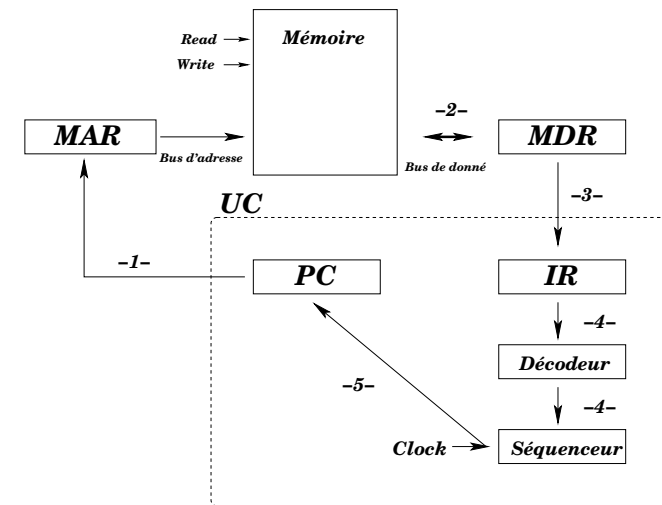 Read
Mémoire
Write
–2–
MAR
MDR
Bus d'adresse
Bus de donné
–3–
UC
–1–
PC
IR
–4–
Décodeur
–5–
–4–
Clock
Séquenceur